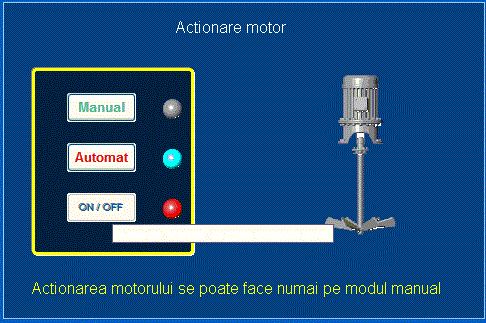 Actionare motor
Manual
Automat
ON / OFF
Actionarea motorului se poate face numai pe modul manual